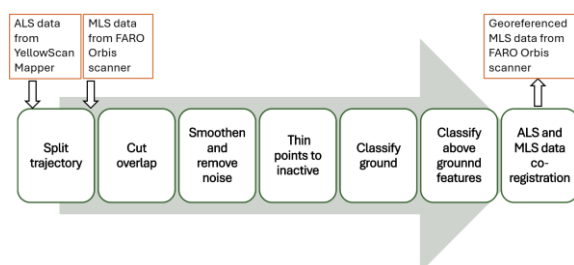 ALS data
from
YellowScan
Mapper
MLS data
from FARO
Orbis
scanner
Georeferenced
MLS data from
FARO Orbis
scanner
Split
trajectory
Cut
overlap
Smoothen
and
remove
noise
Thin
points to
inactive
Classify
ground
Classify
above
grounnd
features
ALS and
MLS data
co-
registration